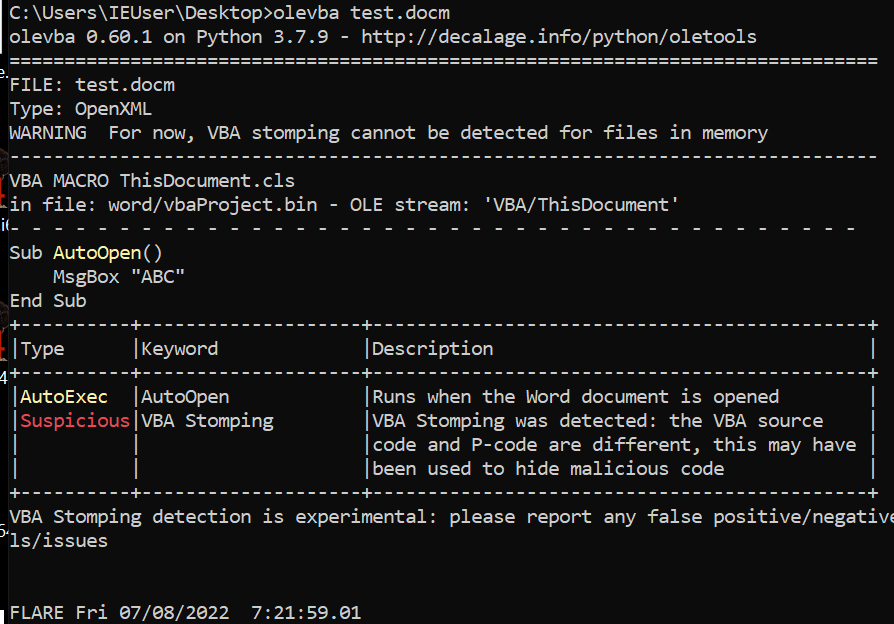 C:\Users\IEUser\Desktop>olevba test.docm
olevba 0.60.1 on Python 3.7.9 - http://decalage.info/python/oletools
===============================================================================
FILE: test.docm
Type: OpenXML
WARNING  For now, VBA stomping cannot be detected for files in memory
-------------------------------------------------------------------------------
VBA MACRO ThisDocument.cls
in file: word/vbaProject.bin - OLE stream: 'VBA/ThisDocument'
- - - - - - - - - - - - - - - - - - - - - - - - - - - - - - - - - - - - - - -
Sub AutoOpen()
    MsgBox "ABC"
End Sub
+----------+--------------------+---------------------------------------------+
|Type      |Keyword             |Description                                  |
+----------+--------------------+---------------------------------------------+
|AutoExec  |AutoOpen            |Runs when the Word document is opened        |
|Suspicious|VBA Stomping        |VBA Stomping was detected: the VBA source    |
|          |                    |code and P-code are different, this may have |
|          |                    |been used to hide malicious code             |
+----------+--------------------+---------------------------------------------+
VBA Stomping detection is experimental: please report any false positive/negative
ls/issues
FLARE Fri 07/08/2022  7:21:59.01